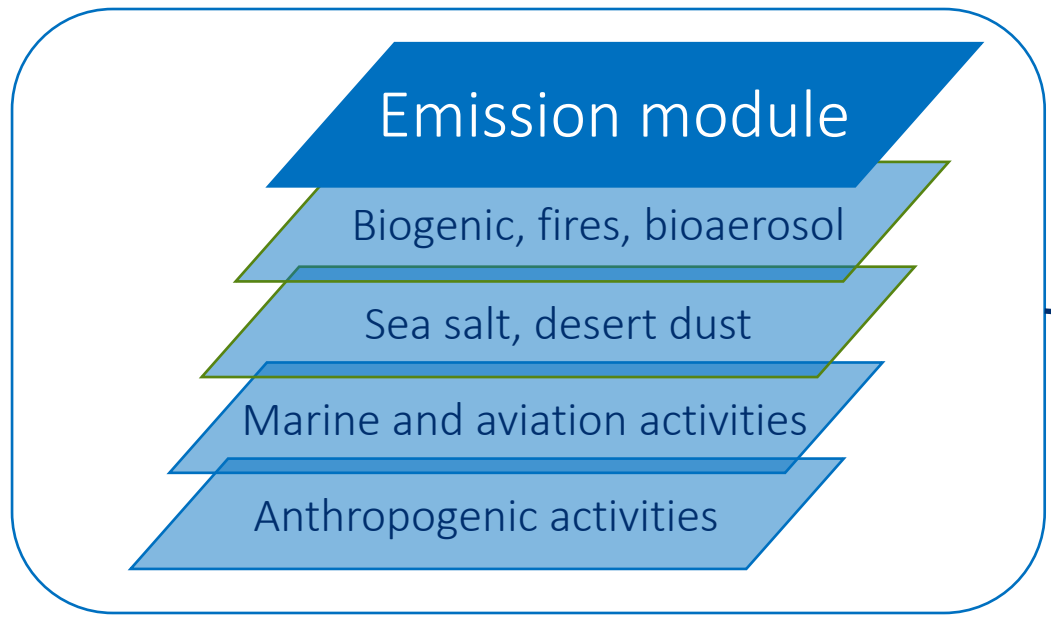 Emission module
Biogenic, fires, bioaerosol
Sea salt, desert dust
Marine and aviation activities
Anthropogenic activities